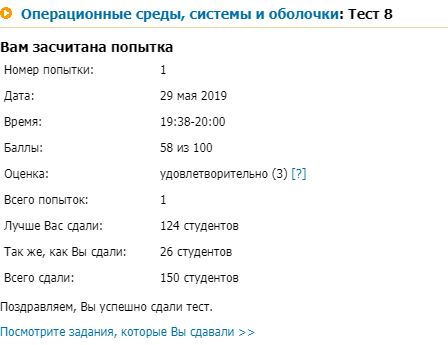 Операционные среды, системы и оболочки: Тест 8
Вам засчитана попытка
Номер попытки: 1
Дата: 29 мая 2019
Время: 19:38-20:00
Баллы: 58 из 100
Оценка: удовлетворительно (3) [?]
Всего попыток: 1
Лучше Вас сдали: 124 студентов
Так же, как Вы сдали: 26 студентов
Всего сдали: 150 студентов
Поздравляем, Вы успешно сдали тест.
Посмотрите задания, которые Вы сдавали >>